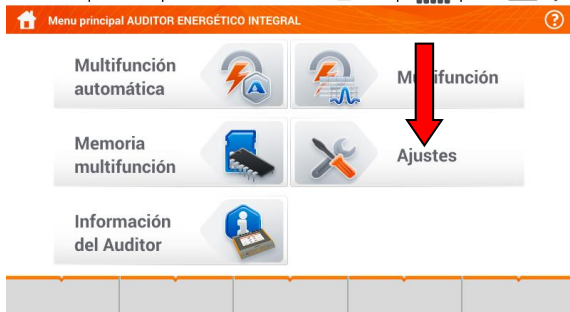 Menu principal AUDITOR ENERGÉTICO INTEGRAL
?
Multifunción
automática
A
Multifunción
Memoria
multifunción
Ajustes
Información
del Auditor